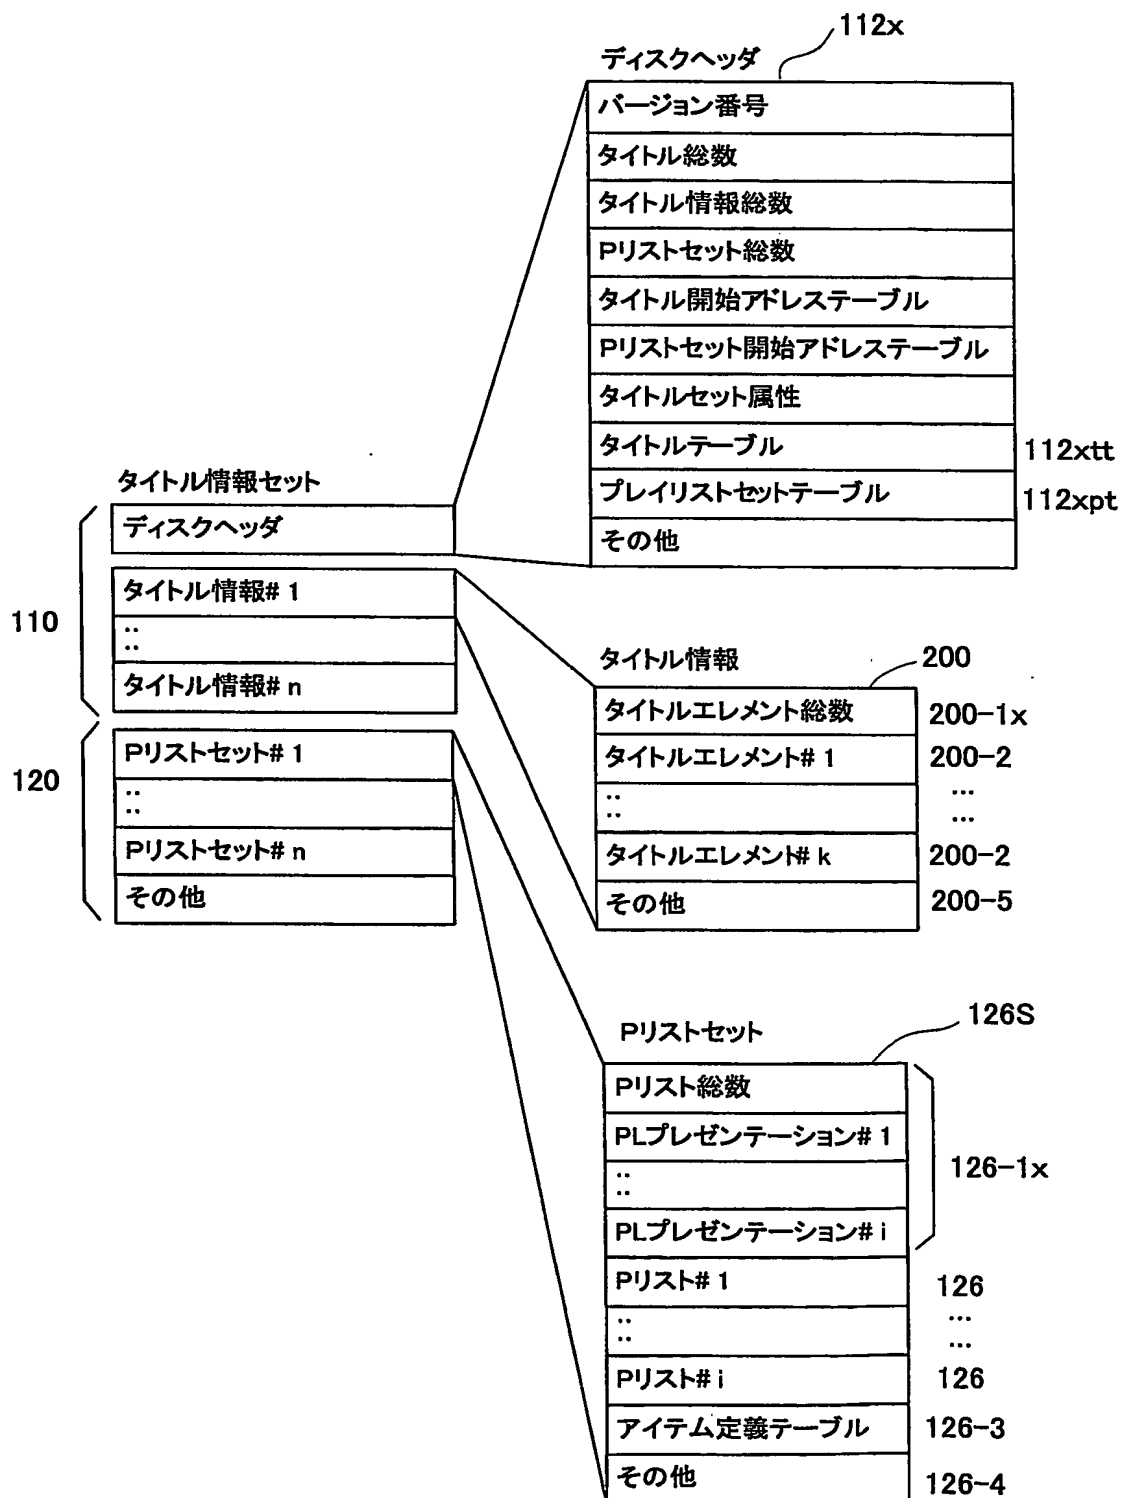 112x
ディスクヘッダ
バージョン番号
タイトル総数
タイトル情報総数
Pリストセット総数
タイトル開始アドレステーブル
Pリストセット開始アドレステーブル
タイトルセット属性
タイトルテーブル 112xtt
プレイリストセットテーブル 112xpt
その他
タイトル情報セット
ディスクヘッダ
110
タイトル情報# 1
::
タイトル情報# n
120
Pリストセット# 1
::
Pリストセット# n
その他
タイトル情報 200
タイトルエレメント総数 200-1x
タイトルエレメント# 1 200-2
:: ...
...
タイトルエレメント# k 200-2
その他 200-5
Pリストセット 126S
Pリスト総数
PLプレゼンテーション# 1
::
PLプレゼンテーション# i
126-1x
Pリスト# 1 126
:: ...
...
Pリスト# i 126
アイテム定義テーブル 126-3
その他 126-4